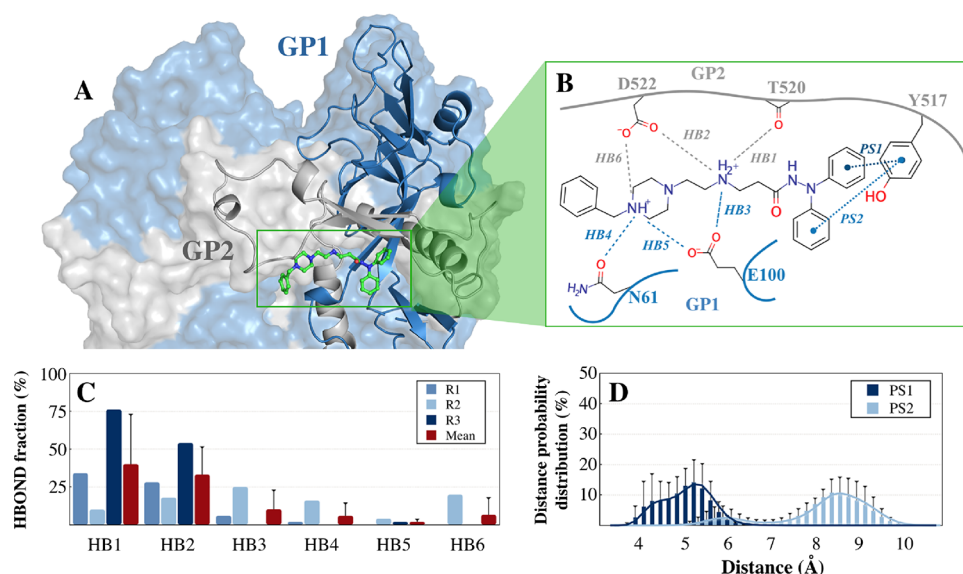 A
GP1
GP2
B
GP2
D522
T520
Y517
HB6
HB2
HB1
PS1
PS2
HB3
HB4
HB5
O
O
-
N
H2
+
H
N
N
O
HO
N
NH
+
O
O
-
O
H2N
N61
E100
GP1
C
HBOND fraction (%)
100
75
50
25
R1
R2
R3
Mean
HB1 HB2 HB3 HB4 HB5 HB6
D
Distance probability
distribution (%)
50
40
30
20
10
PS1
PS2
4 5 6 7 8 9 10
Distance (Å)